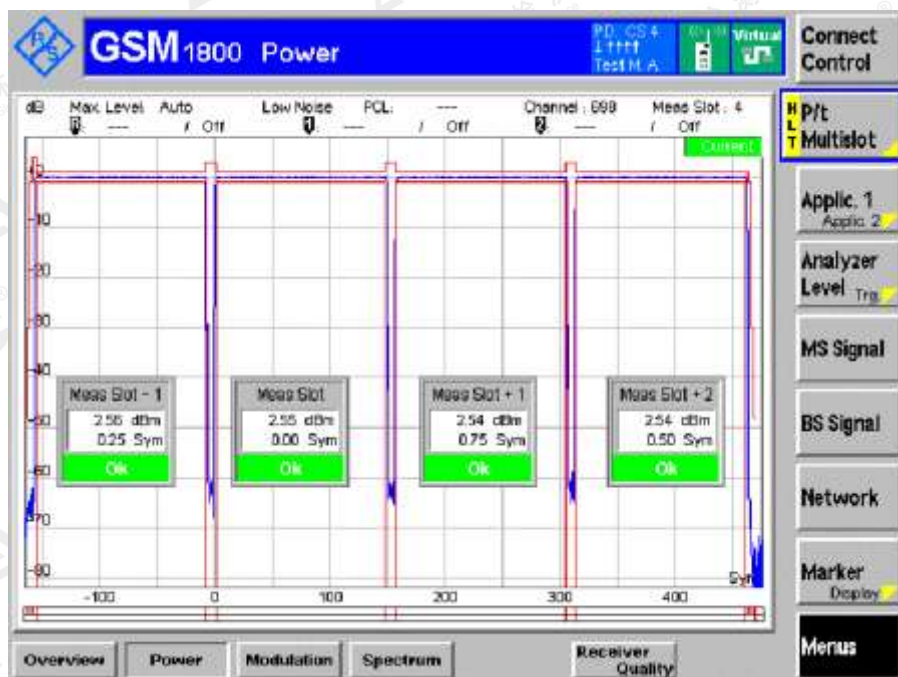 R&S
GSM 1800 Power
PD: CS 4
Test M. A.
Virtual
Connect Control
dB Max. Level Auto Low Noise PCL: --- Channel: 699 Meas Slot: 4
--- / Off 1 --- / Off 2 --- / Off
Current
HLT
P/t Multislot
Applic. 1
Applic. 2
Analyzer Level
Trg.
MS Signal
BS Signal
Network
Marker
Display
Menus
-10
-20
-30
-40
-50
-60
-70
-80
Meas Slot - 1
2.56 dBm
0.25 Sym
Ok
Meas Slot
2.55 dBm
0.00 Sym
Ok
Meas Slot + 1
2.54 dBm
0.75 Sym
Ok
Meas Slot + 2
2.54 dBm
0.50 Sym
Ok
Sym
-100 0 100 200 300 400
Overview Power Modulation Spectrum Receiver Quality